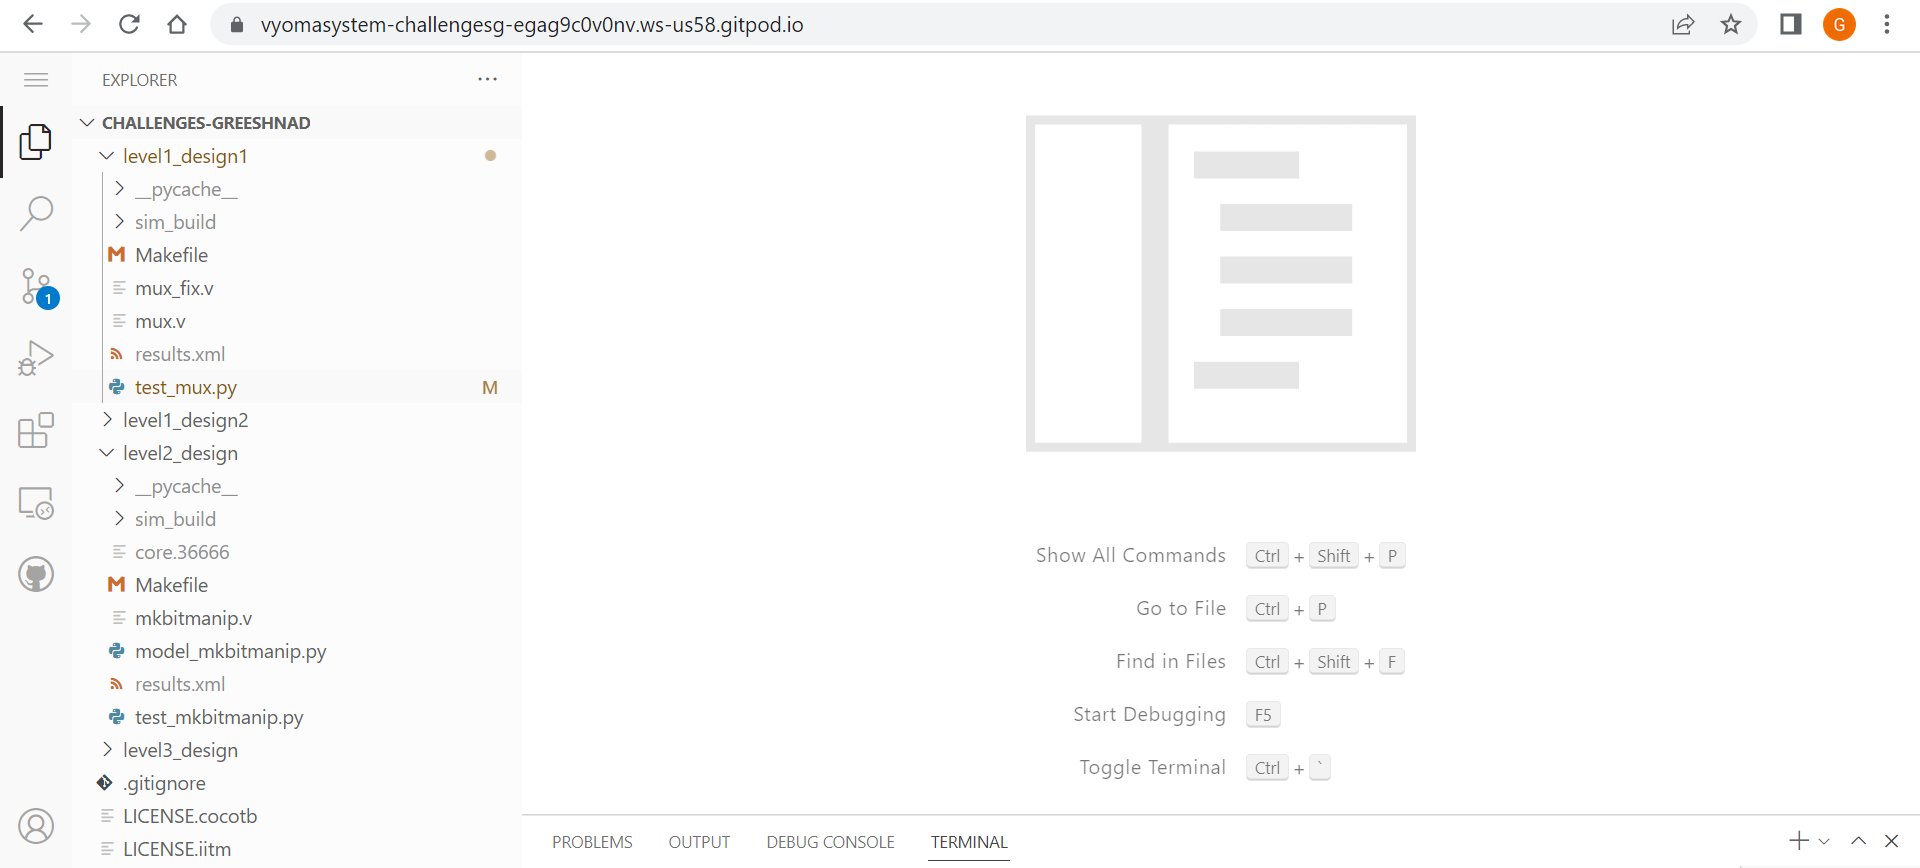 vyomasystem-challengesg-egag9c0v0nv.ws-us58.gitpod.io
G
EXPLORER
CHALLENGES-GREESHNAD
level1_design1
__pycache__
sim_build
M Makefile
mux_fix.v
mux.v
results.xml
test_mux.py M
level1_design2
level2_design
__pycache__
sim_build
core.36666
M Makefile
mkbitmanip.v
model_mkbitmanip.py
results.xml
test_mkbitmanip.py
level3_design
.gitignore
LICENSE.cocotb
LICENSE.iitm
1
Show All Commands Ctrl + Shift + P
Go to File Ctrl + P
Find in Files Ctrl + Shift + F
Start Debugging F5
Toggle Terminal Ctrl + `
PROBLEMS OUTPUT DEBUG CONSOLE TERMINAL